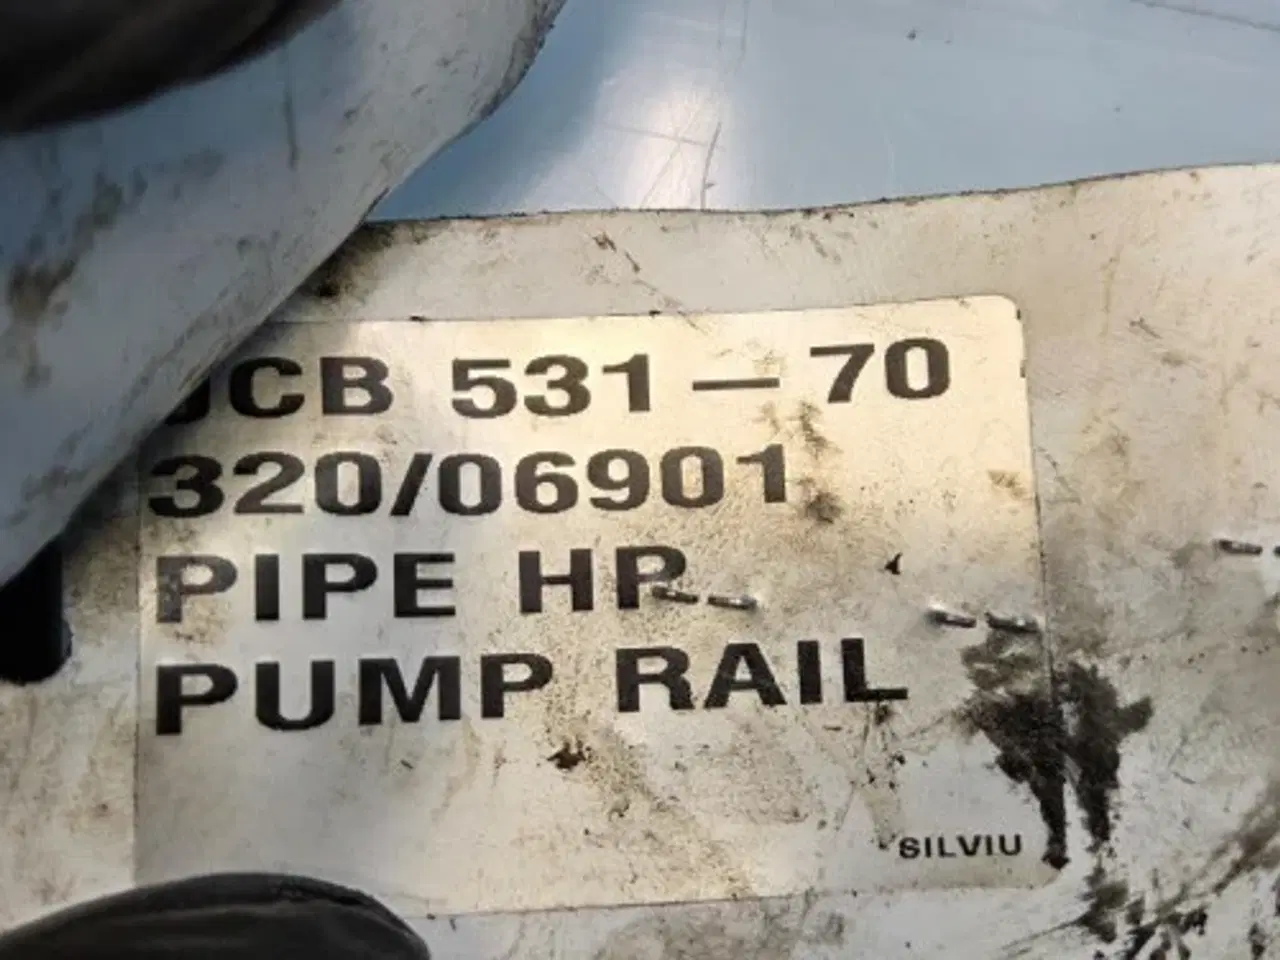 JCB 531-70
320/06901
PIPE HP
PUMP RAIL
SILVIU